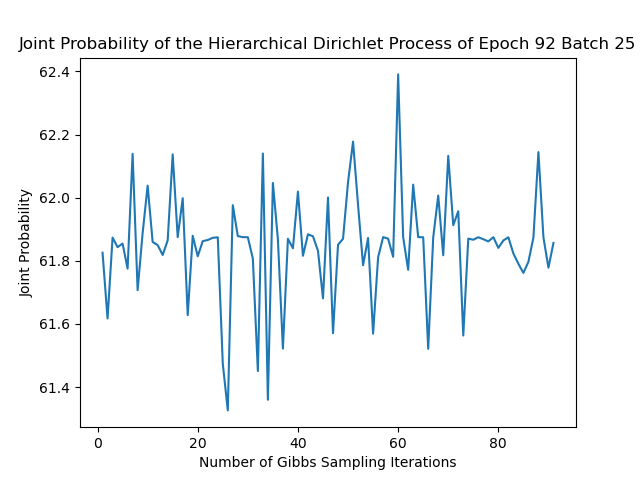 Joint Probability of the Hierarchical Dirichlet Process of Epoch 92 Batch 25
62.4
62.2
62.0
61.8
61.6
61.4
Joint Probability
0 20 40 60 80
Number of Gibbs Sampling Iterations